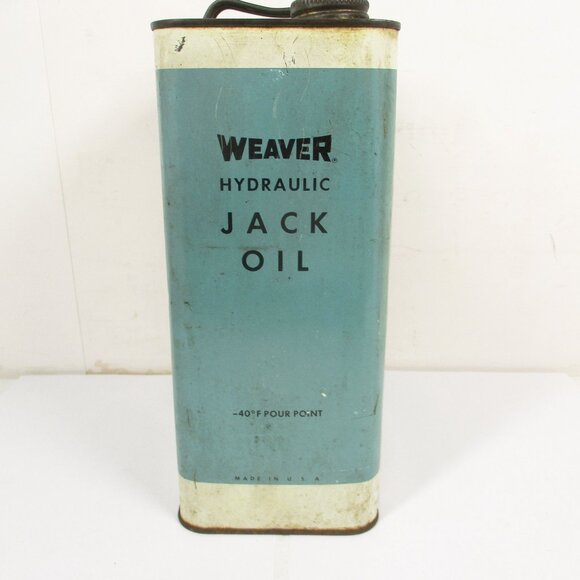 WEAVER®
HYDRAULIC
JACK
OIL
-40°F POUR POINT
MADE IN U.S.A